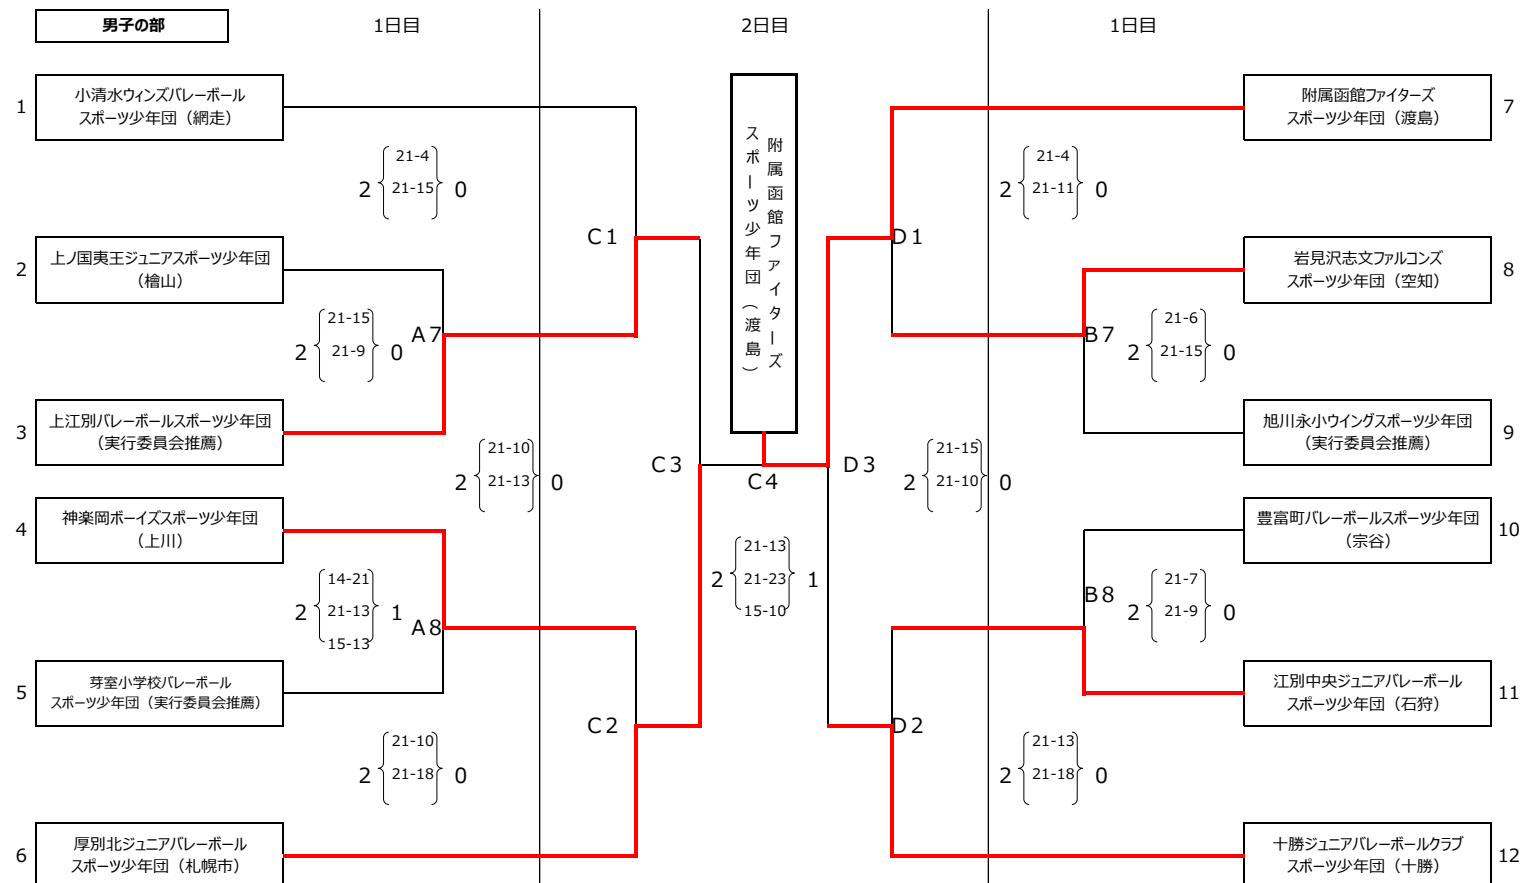 男子の部
1日目
2日目
1日目
1
小清水ウィンズバレーボール
スポーツ少年団（網走）
2
上ノ国夷王ジュニアスポーツ少年団
（檜山）
3
上江別バレーボールスポーツ少年団
（実行委員会推薦）
4
神楽岡ボーイズスポーツ少年団
（上川）
5
芽室小学校バレーボール
スポーツ少年団（実行委員会推薦）
6
厚別北ジュニアバレーボール
スポーツ少年団（札幌市）
2
21-4
21-15
0
C1
2
21-15
21-9
0
A7
2
21-10
21-13
0
C3
2
14-21
21-13
15-13
1
A8
2
21-10
21-18
0
C2
附属函館ファイターズ
スポーツ少年団（渡島）
C4
2
21-13
21-23
15-10
1
D1
2
21-4
21-11
0
B7
2
21-6
21-15
0
D3
2
21-15
21-10
0
B8
2
21-7
21-9
0
D2
2
21-13
21-18
0
附属函館ファイターズ
スポーツ少年団（渡島）
7
岩見沢志文ファルコンズ
スポーツ少年団（空知）
8
旭川永小ウイングスポーツ少年団
（実行委員会推薦）
9
豊富町バレーボールスポーツ少年団
（宗谷）
10
江別中央ジュニアバレーボール
スポーツ少年団（石狩）
11
十勝ジュニアバレーボールクラブ
スポーツ少年団（十勝）
12